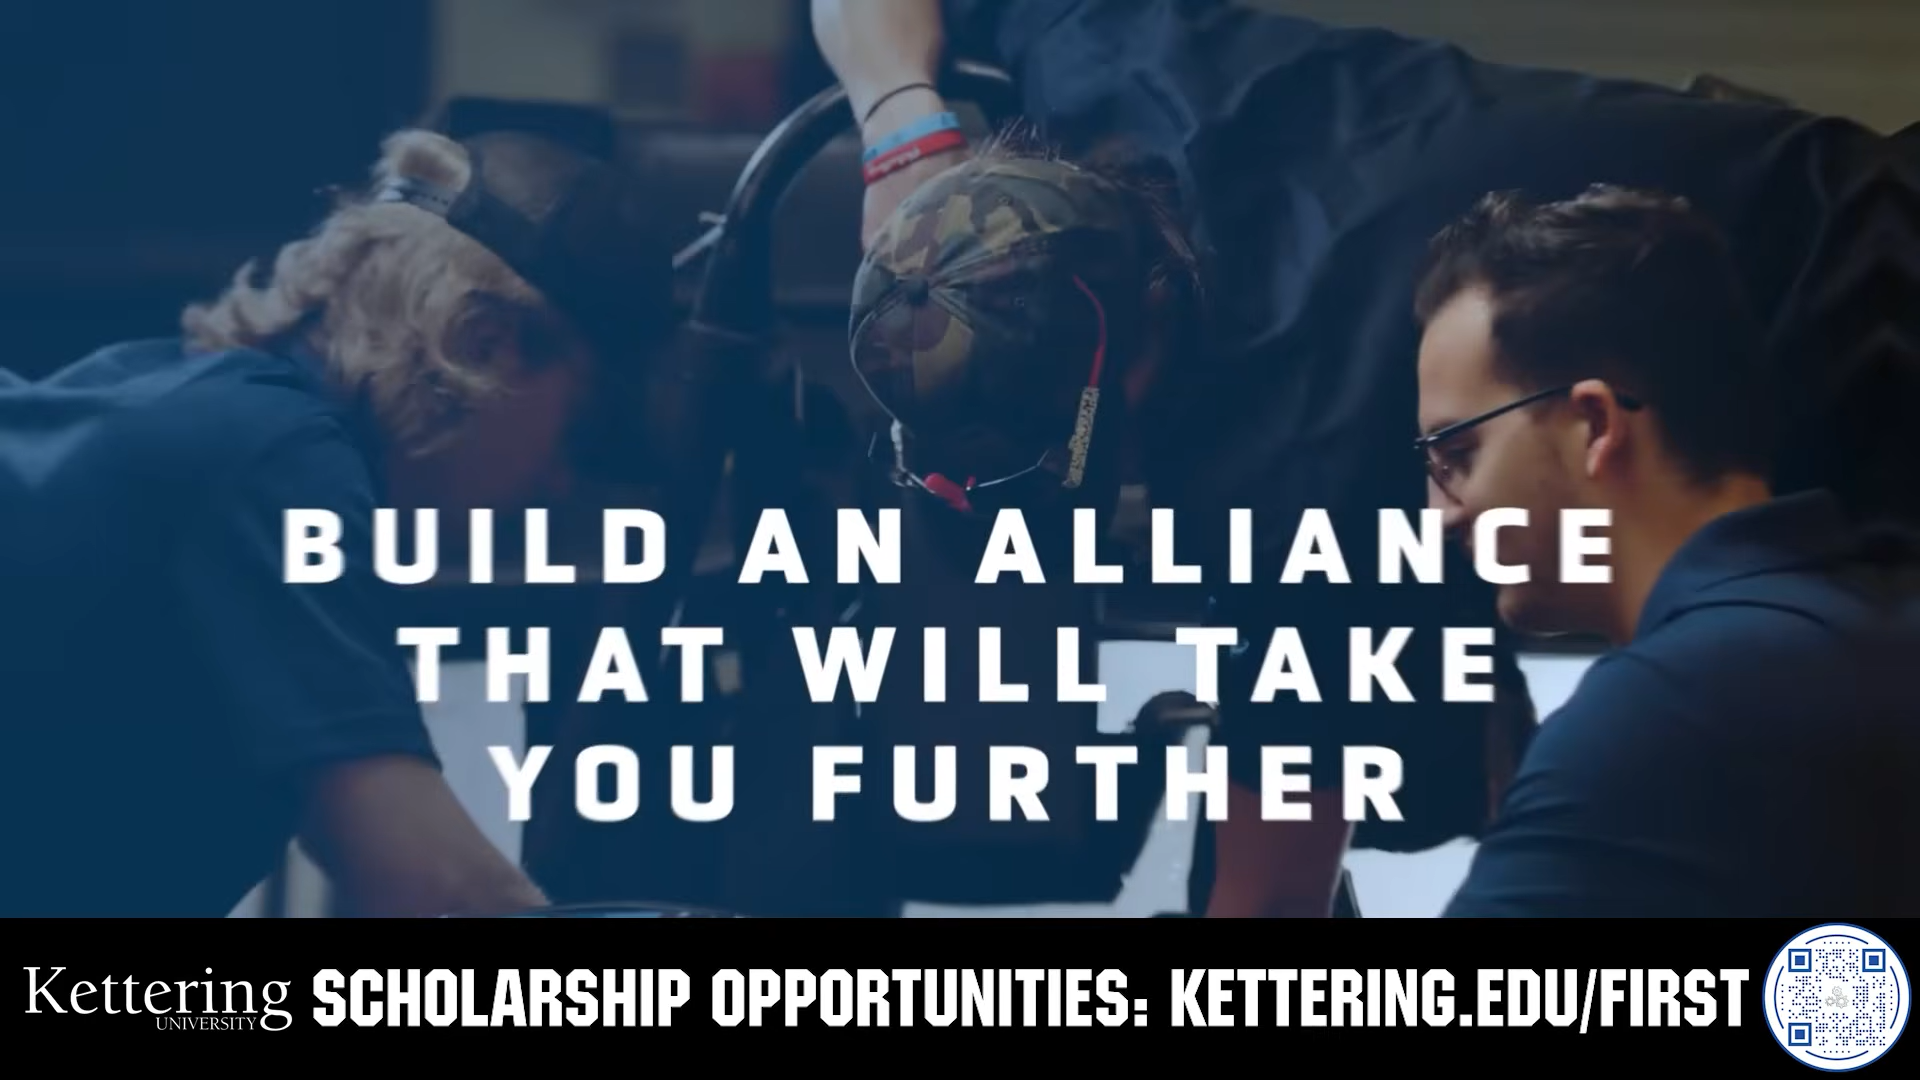 BUILD AN ALLIANCE
THAT WILL TAKE
YOU FURTHER
Kettering
UNIVERSITY
SCHOLARSHIP OPPORTUNITIES: KETTERING.EDU/FIRST